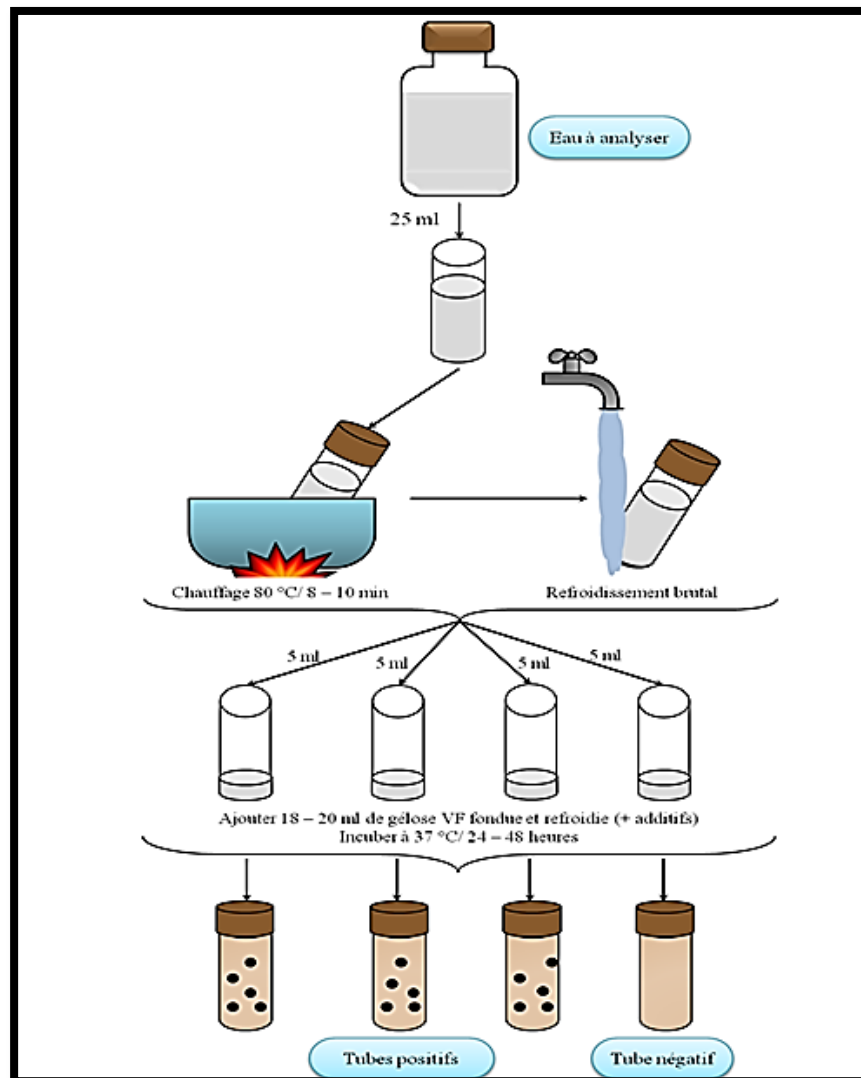 Eau à analyser
25 ml
Chauffage 80 °C/ 8 – 10 min
Refroidissement brutal
5 ml
5 ml
5 ml
5 ml
Ajouter 18 – 20 ml de gélose VF fondue et refroidie (+ additifs)
Incuber à 37 °C/ 24 – 48 heures
Tubes positifs
Tube négatif